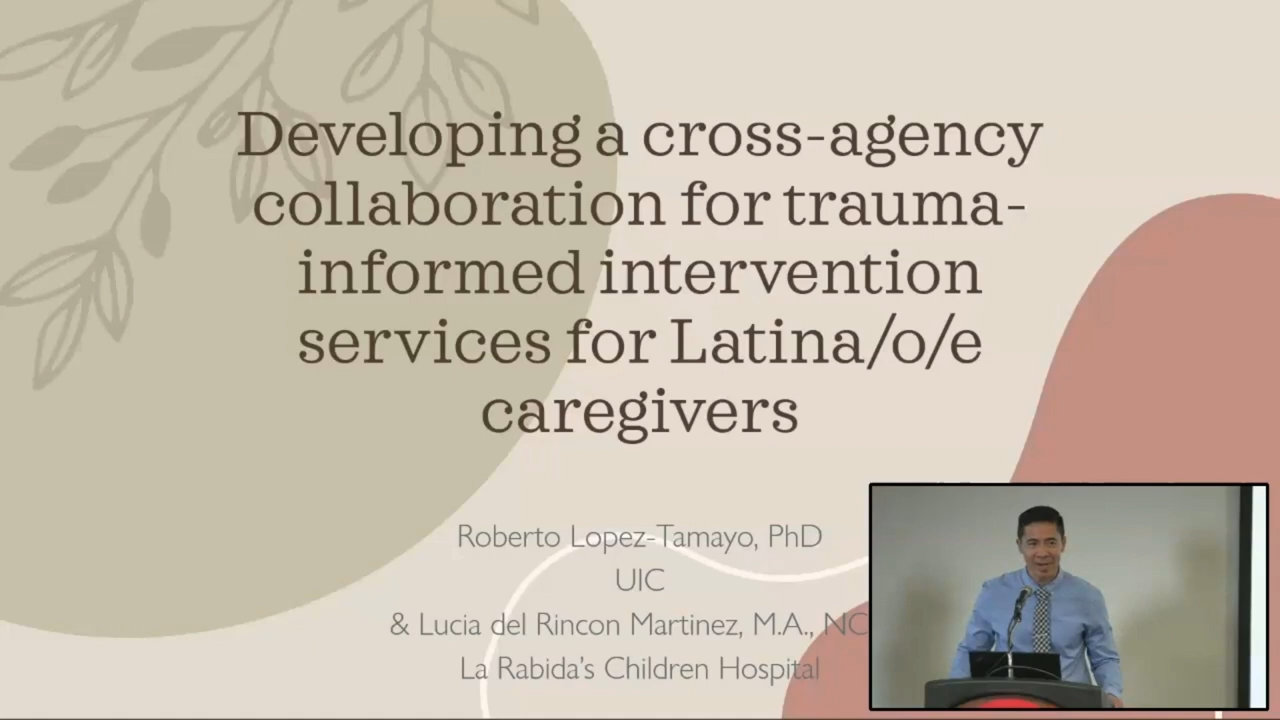 Developing a cross-agency
collaboration for trauma-
informed intervention
services for Latina/o/e
caregivers
Roberto Lopez-Tamayo, PhD
UIC
& Lucia del Rincon Martinez, M.A., NC
La Rabida's Children Hospital